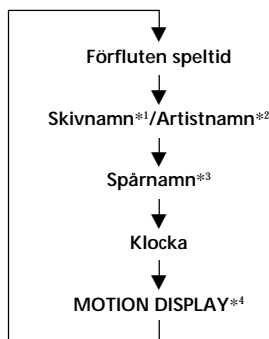 Förfluten speltid
Skivnamn*1/Artistnamn*2
Spårnamn*3
Klocka
MOTION DISPLAY*4